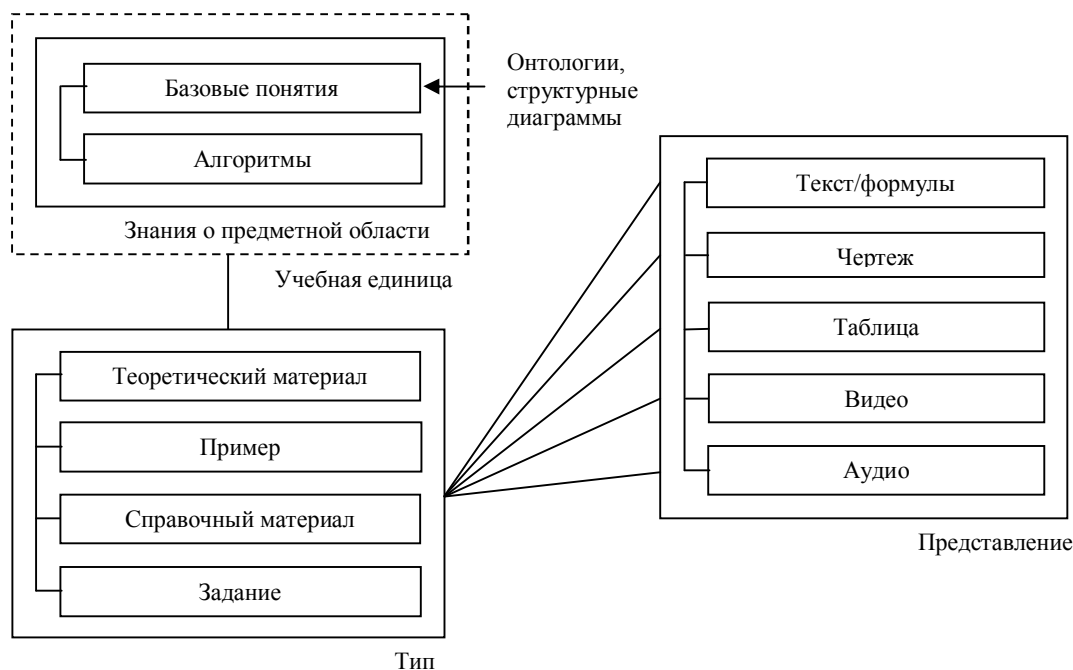 Базовые понятия
Алгоритмы
Знания о предметной области
Учебная единица
Онтологии,
структурные
диаграммы
Теоретический материал
Пример
Справочный материал
Задание
Тип
Текст/формулы
Чертеж
Таблица
Видео
Аудио
Представление